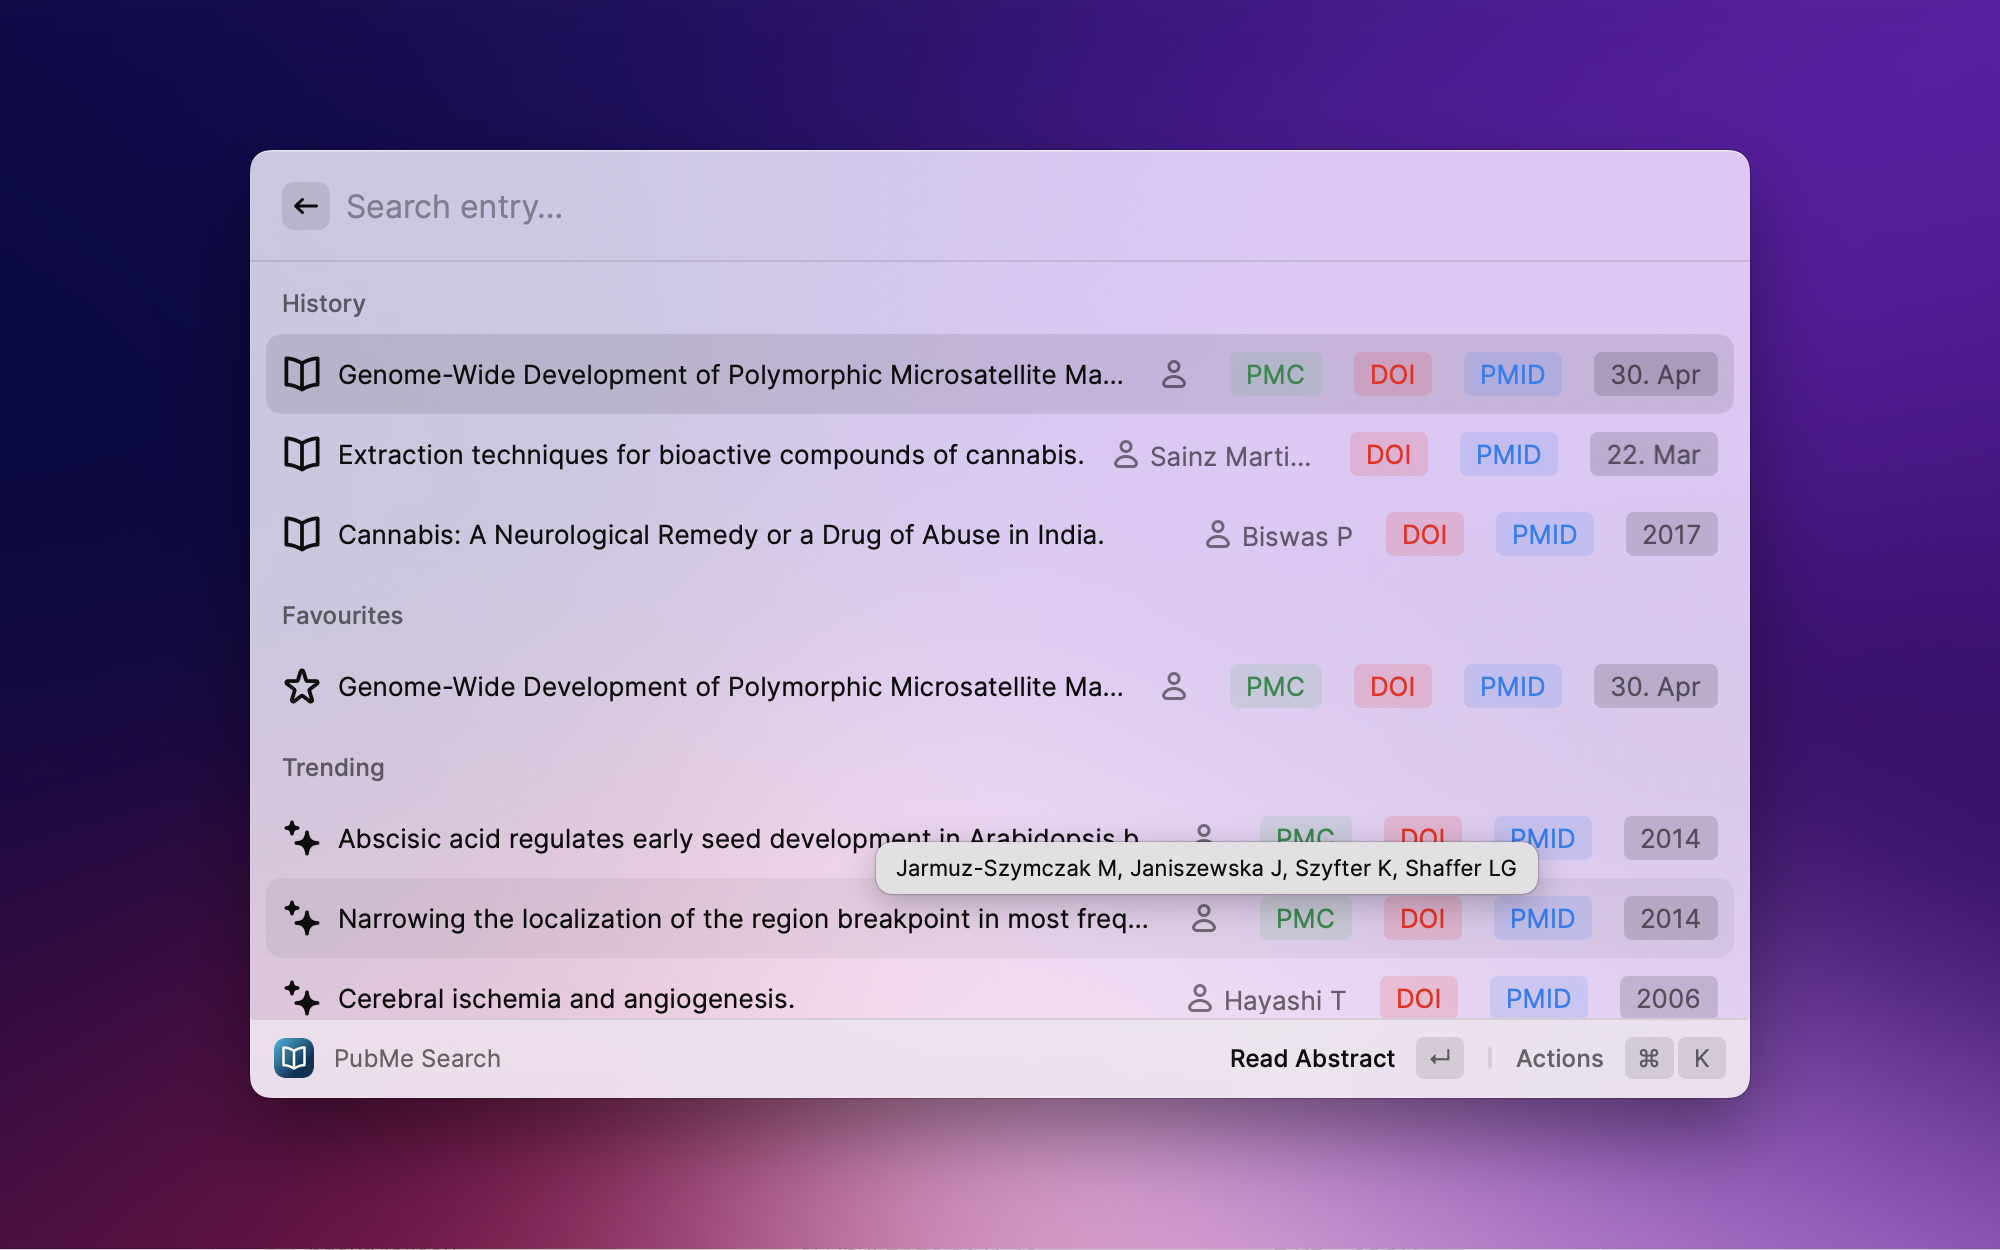 Search entry...
History
Genome-Wide Development of Polymorphic Microsatellite Ma... PMC DOI PMID 30. Apr
Extraction techniques for bioactive compounds of cannabis. Sainz Marti... DOI PMID 22. Mar
Cannabis: A Neurological Remedy or a Drug of Abuse in India. Biswas P DOI PMID 2017
Favourites
Genome-Wide Development of Polymorphic Microsatellite Ma... PMC DOI PMID 30. Apr
Trending
Abscisic acid regulates early seed development in Arabidopsis b PMC DOI PMID 2014
Jarmuz-Szymczak M, Janiszewska J, Szyfter K, Shaffer LG
Narrowing the localization of the region breakpoint in most freq... PMC DOI PMID 2014
Cerebral ischemia and angiogenesis. Hayashi T DOI PMID 2006
PubMe Search Read Abstract ↵ Actions ⌘ K